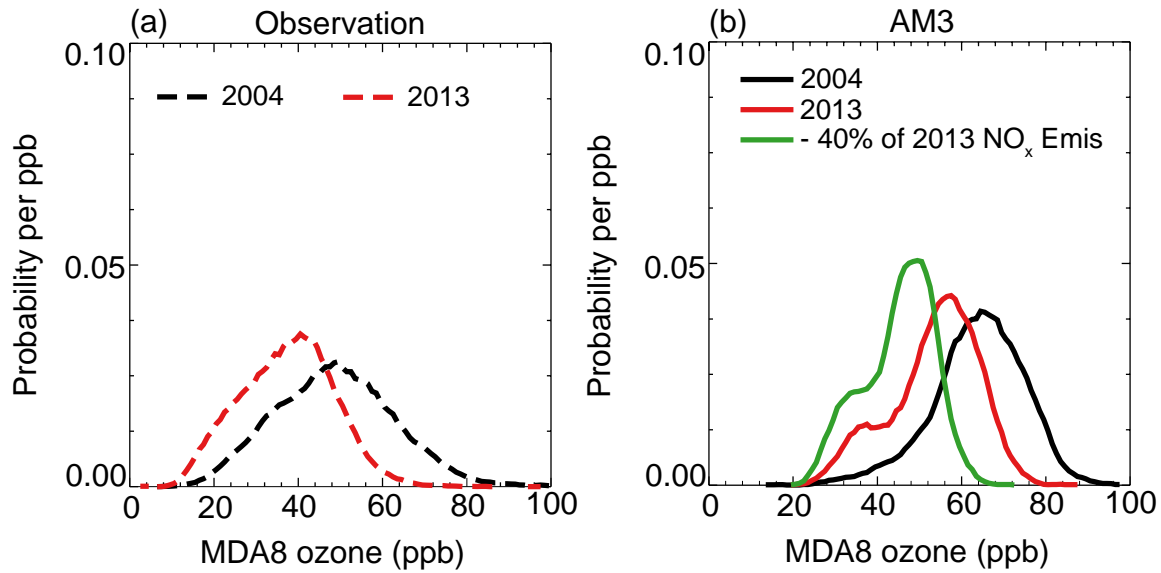 (a) Observation
0.10
2004
2013
Probability per ppb
0.05
0.00
0 20 40 60 80 100
MDA8 ozone (ppb)
(b) AM3
0.10
2004
2013
- 40% of 2013 NOₓ Emis
Probability per ppb
0.05
0.00
0 20 40 60 80 100
MDA8 ozone (ppb)